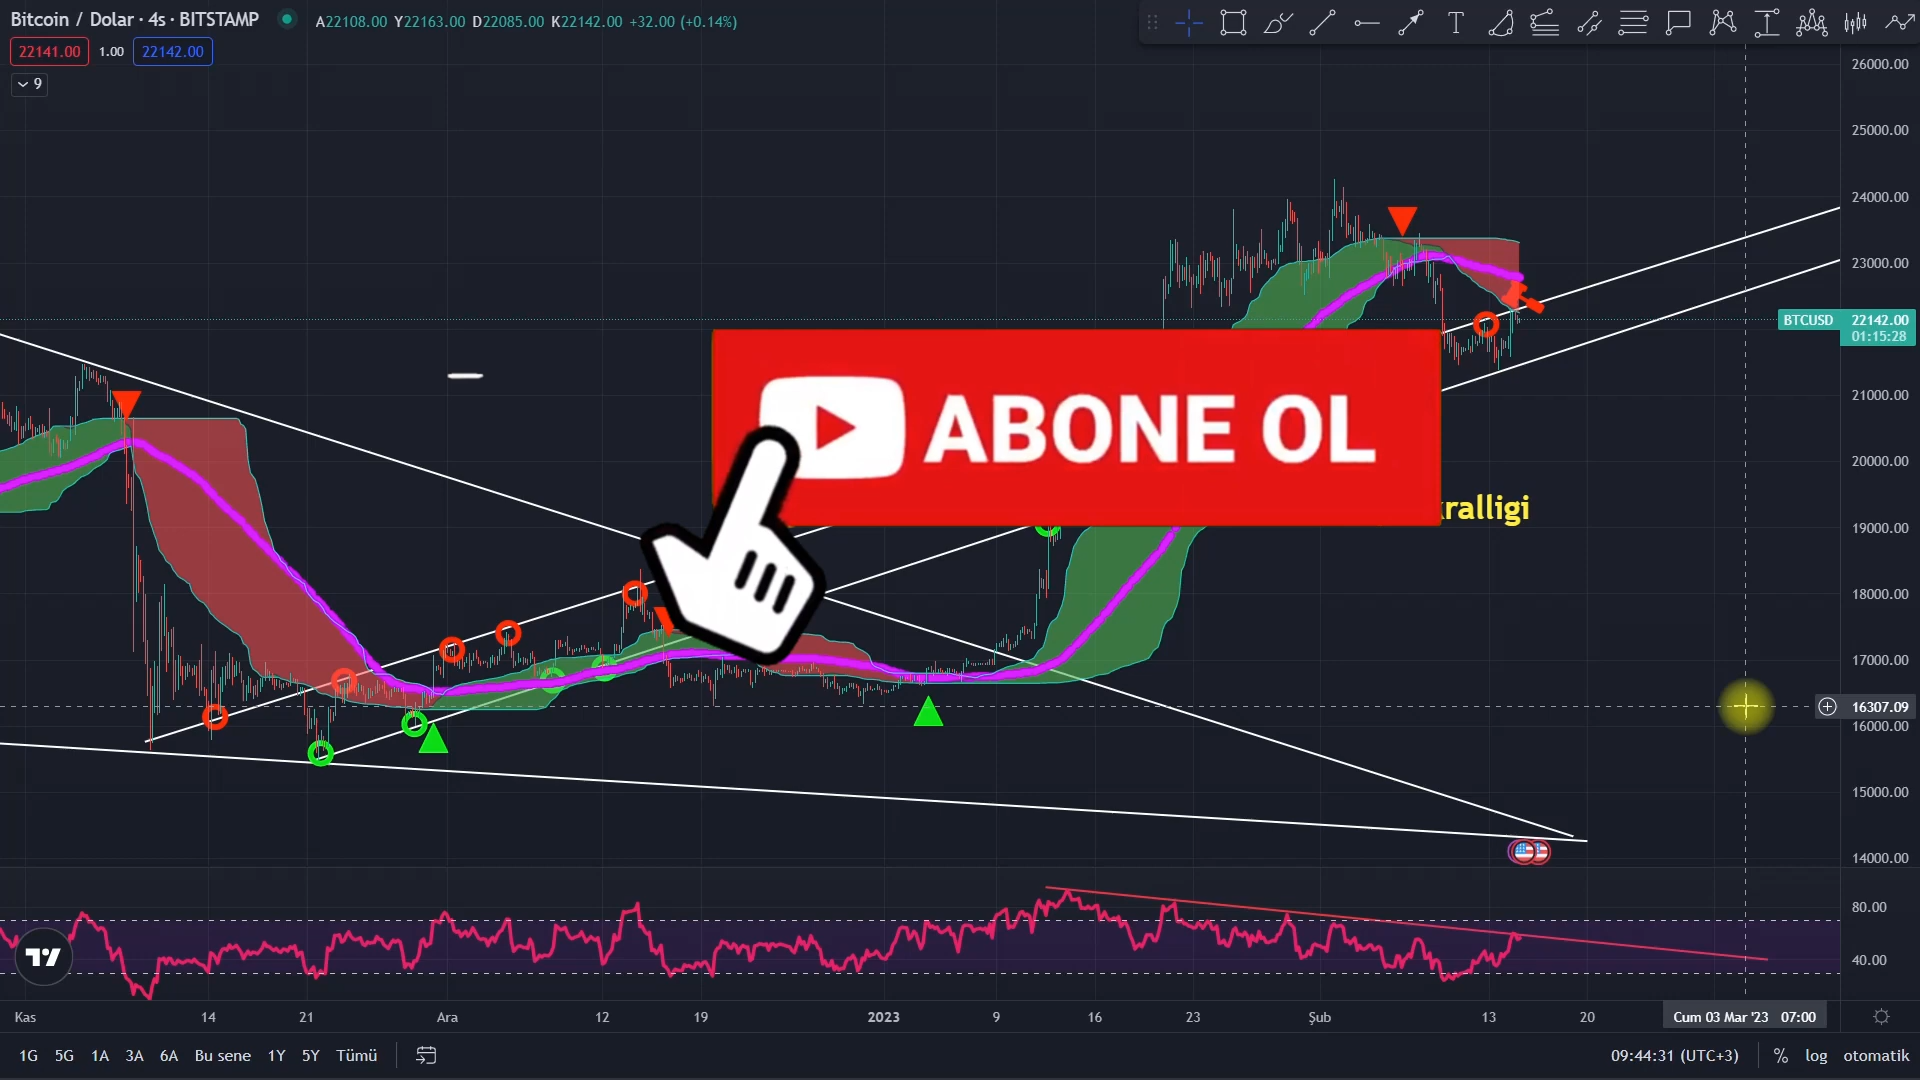 Bitcoin / Dolar · 4s · BITSTAMP A22108.00 Y22163.00 D22085.00 K22142.00 +32.00 (+0.14%)
22141.00 1.00 22142.00
9
T
26000.00
25000.00
24000.00
23000.00
BTCUSD 22142.00
01:15:28
21000.00
20000.00
19000.00
18000.00
17000.00
16307.09
16000.00
15000.00
14000.00
80.00
40.00
ABONE OL
ralligi
Kas 14 21 Ara 12 19 2023 9 16 23 Şub 13 20 Cum 03 Mar '23 07:00
1G 5G 1A 3A 6A Bu sene 1Y 5Y Tümü 09:44:31 (UTC+3) % log otomatik